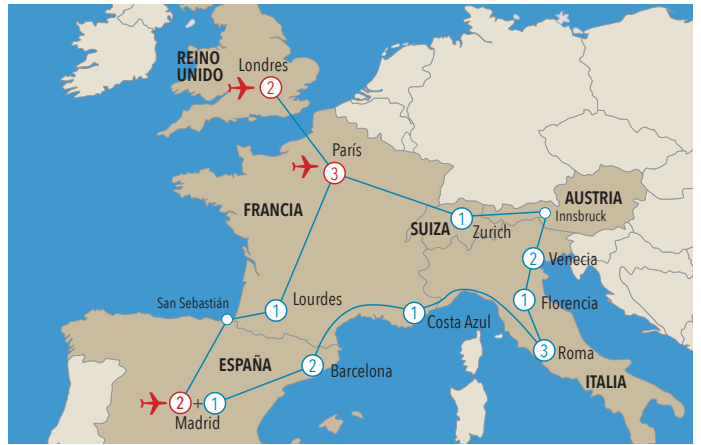 REINO
UNIDO
Londres
2
París
3
FRANCIA
AUSTRIA
Innsbruck
SUIZA
1
Zurich
2
Venecia
San Sebastián
Lourdes
1
1
Florencia
1
Costa Azul
ESPAÑA
2
Barcelona
3
Roma
ITALIA
2 + 1
Madrid